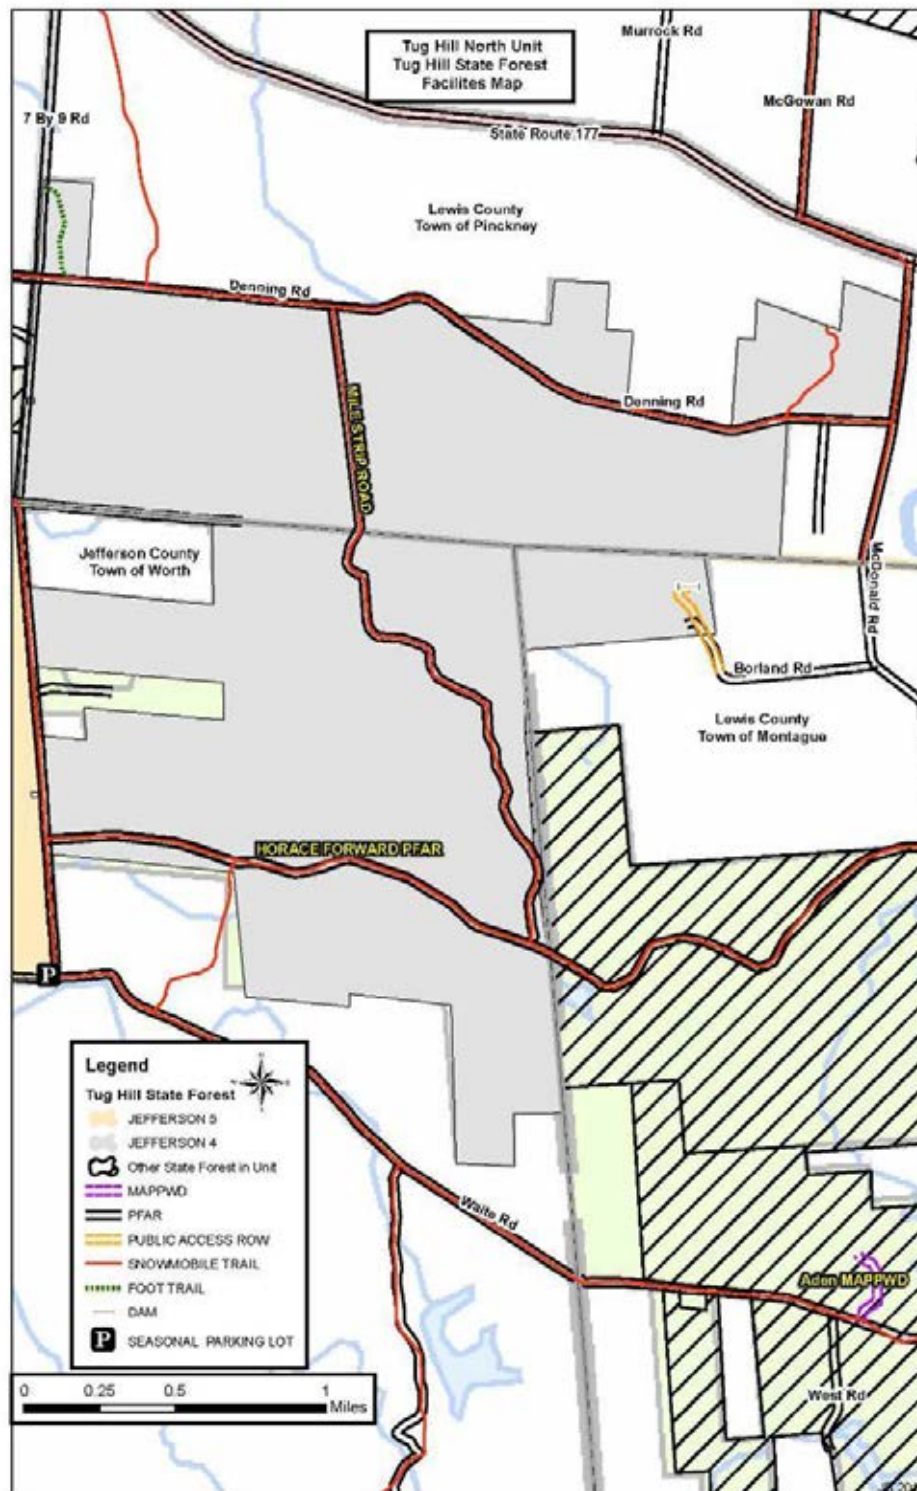 Tug Hill North Unit
Tug Hill State Forest
Facilites Map
Murrock Rd
McGowan Rd
7 By 9 Rd
State Route 177
Lewis County
Town of Pinckney
Denning Rd
MILE STRIP ROAD
Denning Rd
Jefferson County
Town of Worth
McDonald Rd
Borland Rd
Lewis County
Town of Montague
HORACE FORWARD PFAR
P
Legend
Tug Hill State Forest
JEFFERSON 5
JEFFERSON 4
Other State Forest in Unit
MAPPWD
PFAR
PUBLIC ACCESS ROW
SNOWMOBILE TRAIL
FOOT TRAIL
DAM
P SEASONAL PARKING LOT
Waite Rd
Aden MAPPWD
West Rd
0 0.25 0.5 1
Miles